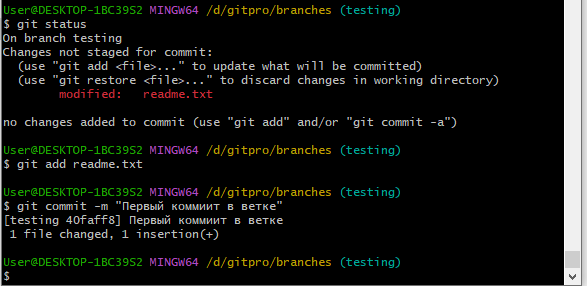 User@DESKTOP-1BC39S2 MINGW64 /d/gitpro/branches (testing)
$ git status
On branch testing
Changes not staged for commit:
  (use "git add <file>..." to update what will be committed)
  (use "git restore <file>..." to discard changes in working directory)
        modified:   readme.txt

no changes added to commit (use "git add" and/or "git commit -a")

User@DESKTOP-1BC39S2 MINGW64 /d/gitpro/branches (testing)
$ git add readme.txt

User@DESKTOP-1BC39S2 MINGW64 /d/gitpro/branches (testing)
$ git commit -m "Первый коммиит в ветке"
[testing 40faff8] Первый коммиит в ветке
 1 file changed, 1 insertion(+)

User@DESKTOP-1BC39S2 MINGW64 /d/gitpro/branches (testing)
$